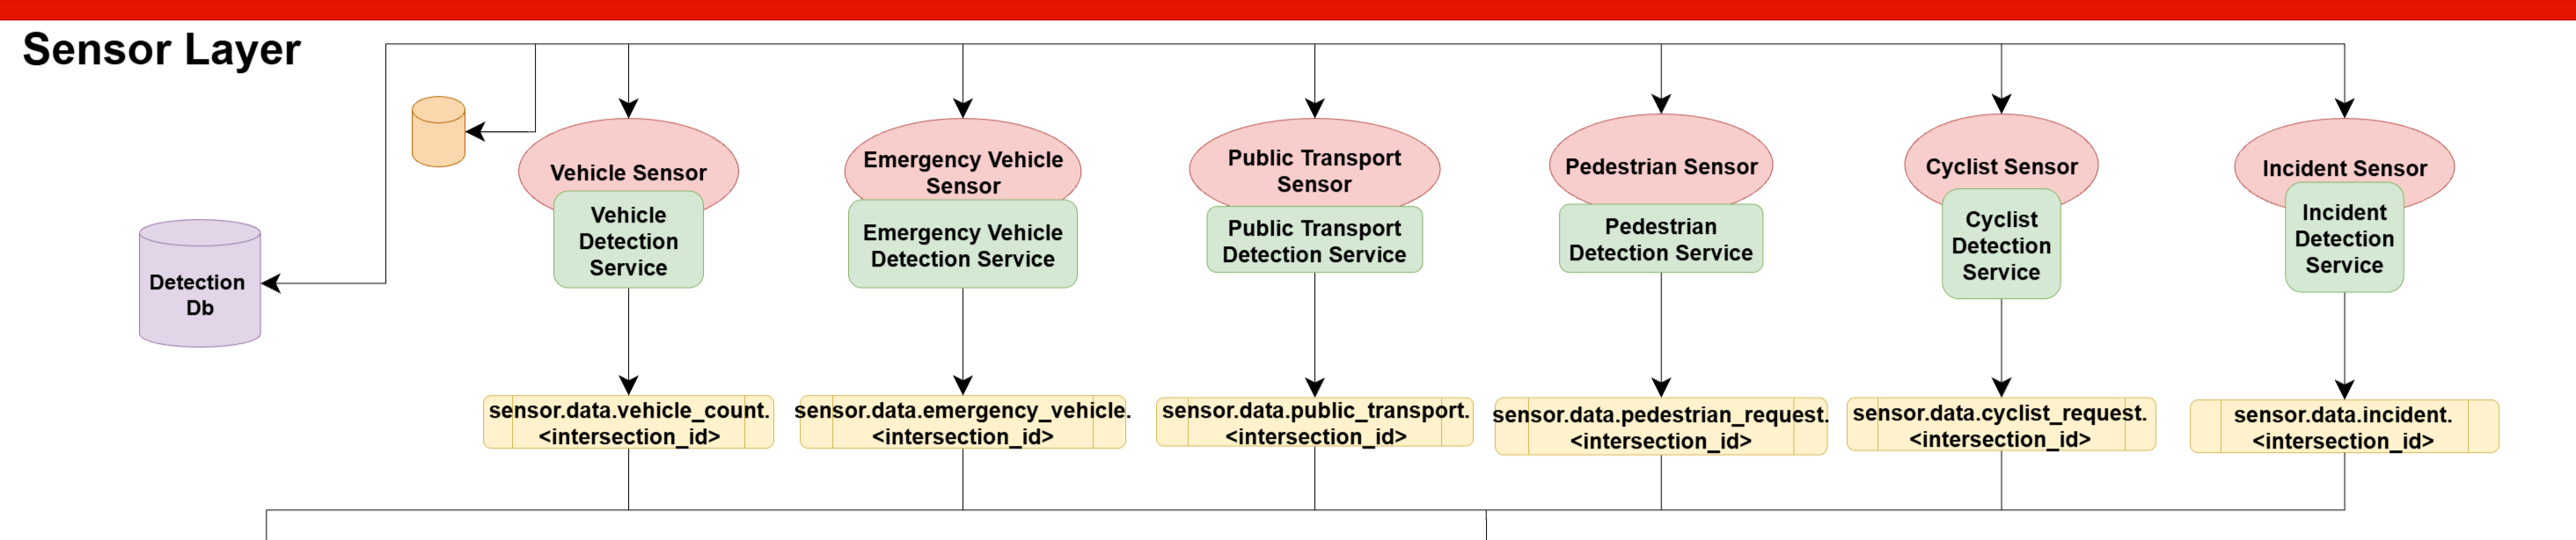 Sensor Layer
Vehicle Sensor
Vehicle
Detection
Service
Emergency Vehicle
Sensor
Emergency Vehicle
Detection Service
Public Transport
Sensor
Public Transport
Detection Service
Pedestrian Sensor
Pedestrian
Detection Service
Cyclist Sensor
Cyclist
Detection
Service
Incident Sensor
Incident
Detection
Service
Detection
Db
sensor.data.vehicle_count.
<intersection_id>
sensor.data.emergency_vehicle.
<intersection_id>
sensor.data.public_transport.
<intersection_id>
sensor.data.pedestrian_request.
<intersection_id>
sensor.data.cyclist_request.
<intersection_id>
sensor.data.incident.
<intersection_id>